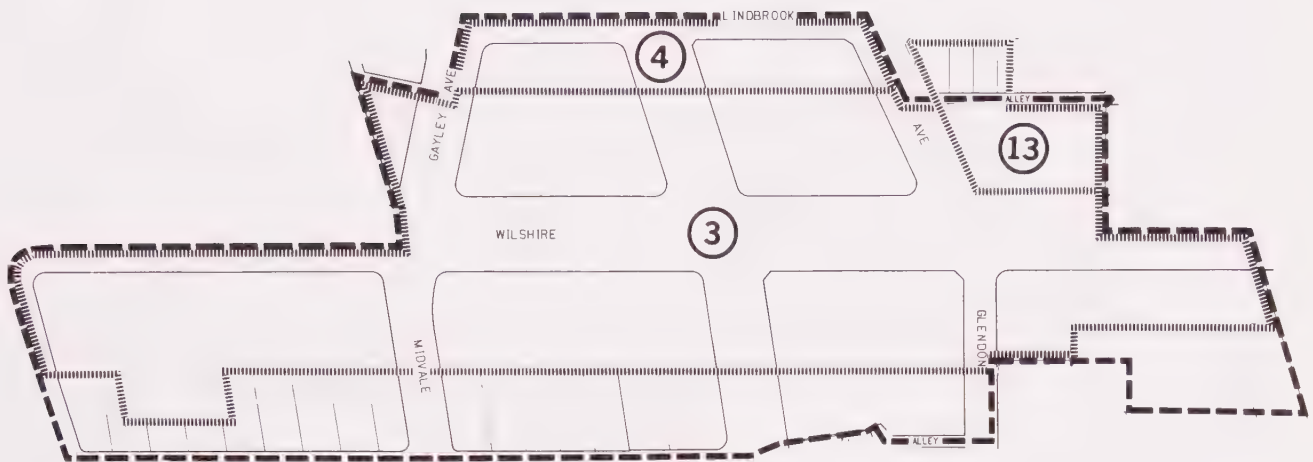 LINDBROOK
4
GAYLEY AVE
ALLEY
AVE
13
WILSHIRE
3
MIDVALE
GLENDON
ALLEY